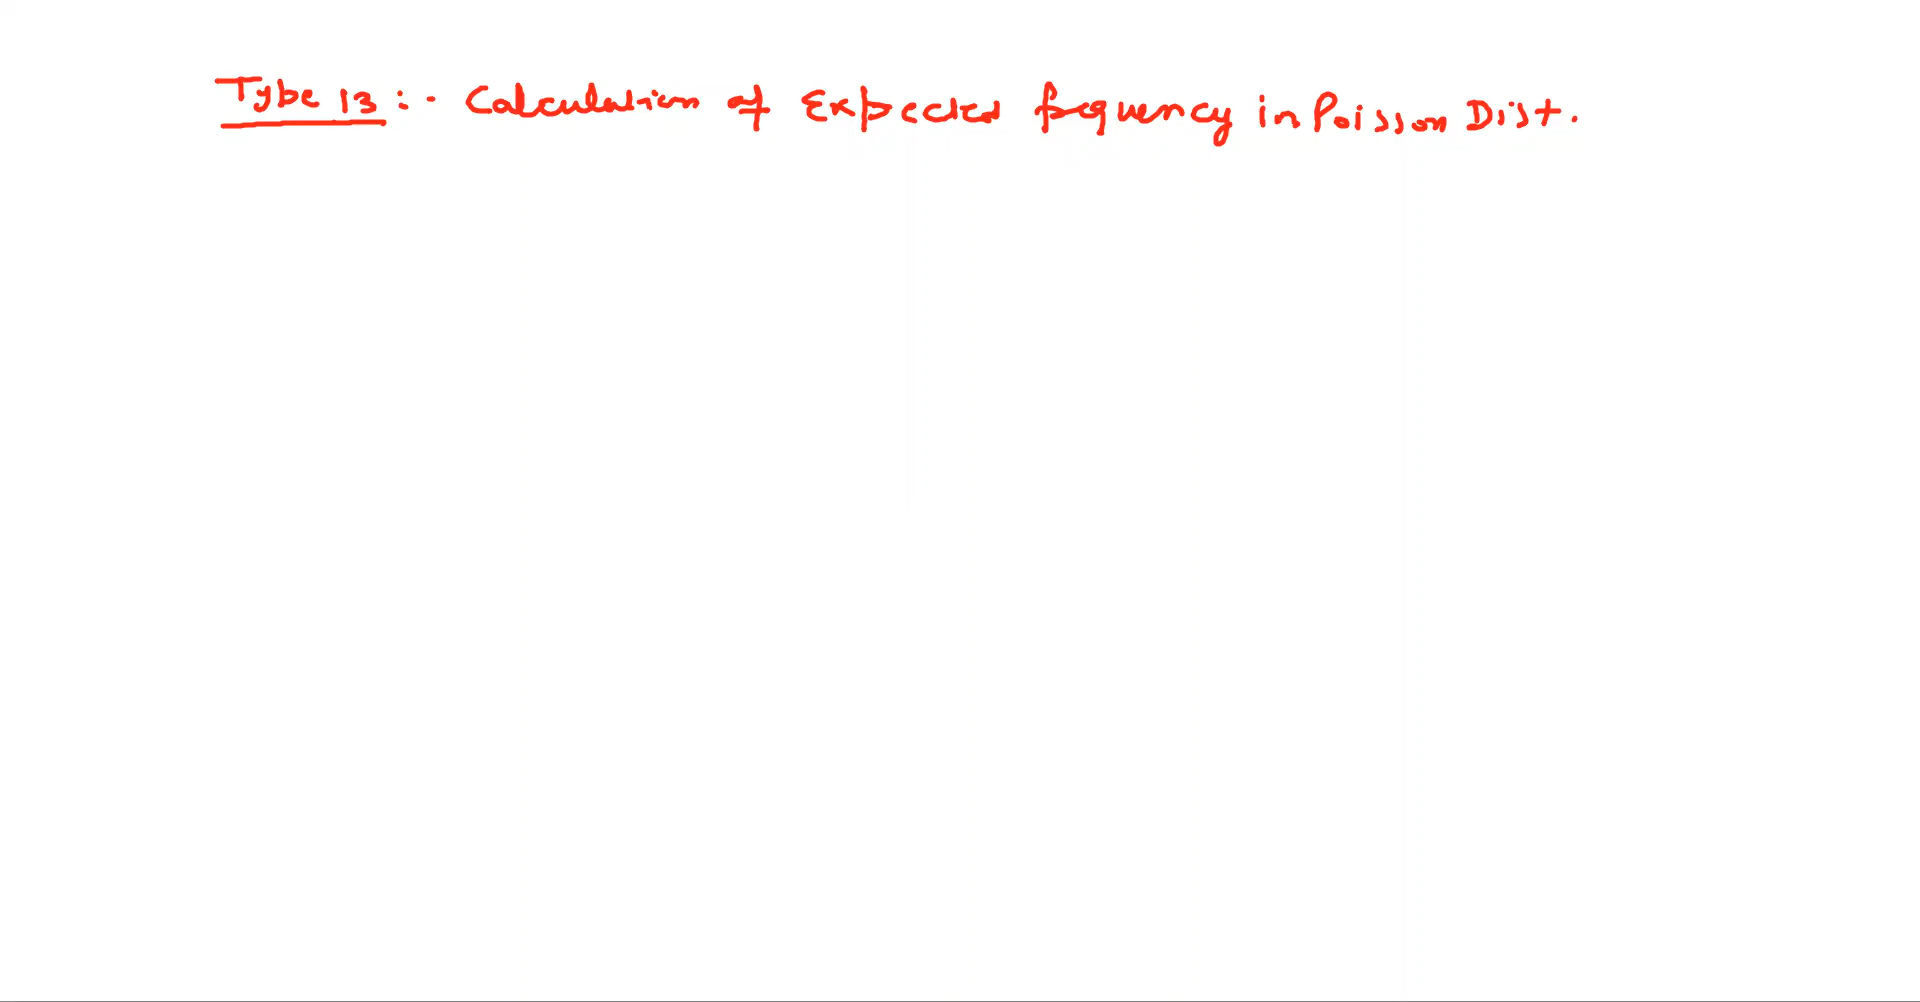 Type 13 :- Calculation of Expected frequency in Poisson Dist.